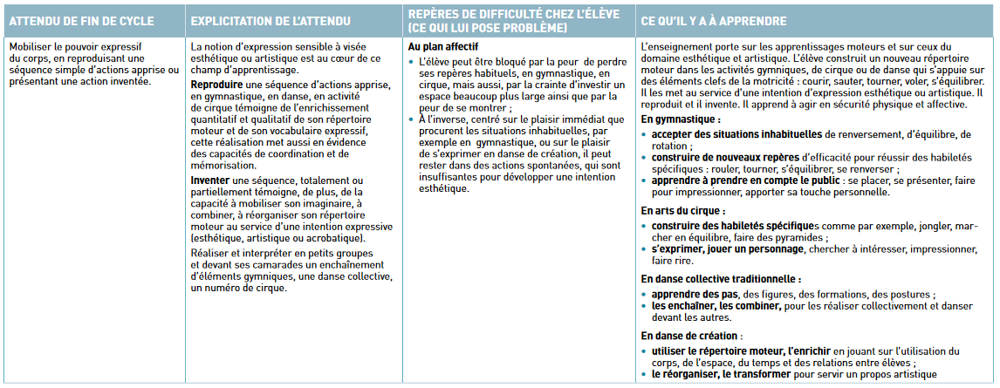 ATTENDU DE FIN DE CYCLE
EXPLICITATION DE L'ATTENDU
REPÈRES DE DIFFICULTÉ CHEZ L'ÉLÈVE
(CE QUI LUI POSE PROBLÈME)
CE QU'IL Y A À APPRENDRE
Mobiliser le pouvoir expressif
du corps, en reproduisant une
séquence simple d'actions apprise ou
présentant une action inventée.
La notion d'expression sensible à visée
esthétique ou artistique est au cœur de ce
champ d'apprentissage.
Reproduire une séquence d'actions apprise,
en gymnastique, en danse, en activité
de cirque témoigne de l'enrichissement
quantitatif et qualitatif de son répertoire
moteur et de son vocabulaire expressif,
cette réalisation met aussi en évidence
des capacités de coordination et de
mémorisation.
Inventer une séquence, totalement ou
partiellement témoigne, de plus, de la
capacité à mobiliser son imaginaire, à
combiner, à réorganiser son répertoire
moteur au service d'une intention expressive
(esthétique, artistique ou acrobatique).
Réaliser et interpréter en petits groupes
et devant ses camarades un enchaînement
d'éléments gymniques, une danse collective,
un numéro de cirque.
Au plan affectif
• L'élève peut être bloqué par la peur de perdre
ses repères habituels, en gymnastique, en
cirque, mais aussi, par la crainte d'investir un
espace beaucoup plus large ainsi que par la
peur de se montrer ;
• À l'inverse, centré sur le plaisir immédiat que
procurent les situations inhabituelles, par
exemple en gymnastique, ou sur le plaisir
de s'exprimer en danse de création, il peut
rester dans des actions spontanées, qui sont
insuffisantes pour développer une intention
esthétique.
L'enseignement porte sur les apprentissages moteurs et sur ceux du
domaine esthétique et artistique. L'élève construit un nouveau répertoire
moteur dans les activités gymniques, de cirque ou de danse qui s'appuie sur
des éléments clefs de la motricité : courir, sauter, tourner, voler, s'équilibrer.
Il les met au service d'une intention d'expression esthétique ou artistique. Il
reproduit et il invente. Il apprend à agir en sécurité physique et affective.
En gymnastique :
• accepter des situations inhabituelles de renversement, d'équilibre, de
rotation ;
• construire de nouveaux repères d'efficacité pour réussir des habiletés
spécifiques : rouler, tourner, s'équilibrer, se renverser ;
• apprendre à prendre en compte le public : se placer, se présenter, faire
pour impressionner, apporter sa touche personnelle.
En arts du cirque :
• construire des habiletés spécifiques comme par exemple, jongler, mar-
cher en équilibre, faire des pyramides ;
• s'exprimer, jouer un personnage, chercher à intéresser, impressionner,
faire rire.
En danse collective traditionnelle :
• apprendre des pas, des figures, des formations, des postures ;
• les enchaîner, les combiner, pour les réaliser collectivement et danser
devant les autres.
En danse de création :
• utiliser le répertoire moteur, l'enrichir en jouant sur l'utilisation du
corps, de l'espace, du temps et des relations entre élèves ;
• le réorganiser, le transformer pour servir un propos artistique